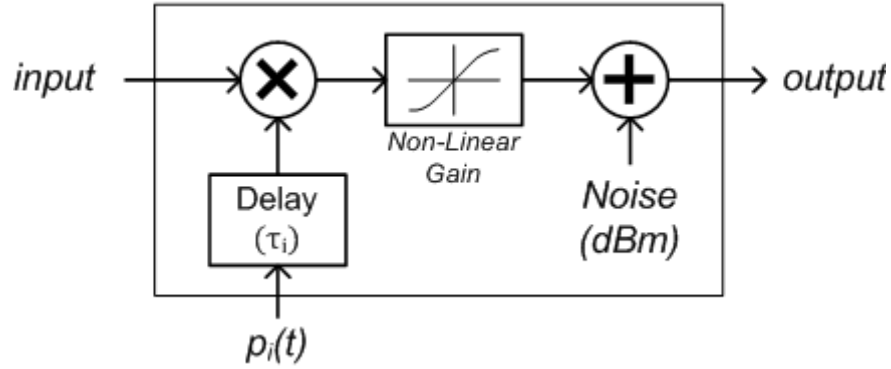 input
output
Non-Linear
Gain
Delay
(τᵢ)
Noise
(dBm)
pᵢ(t)